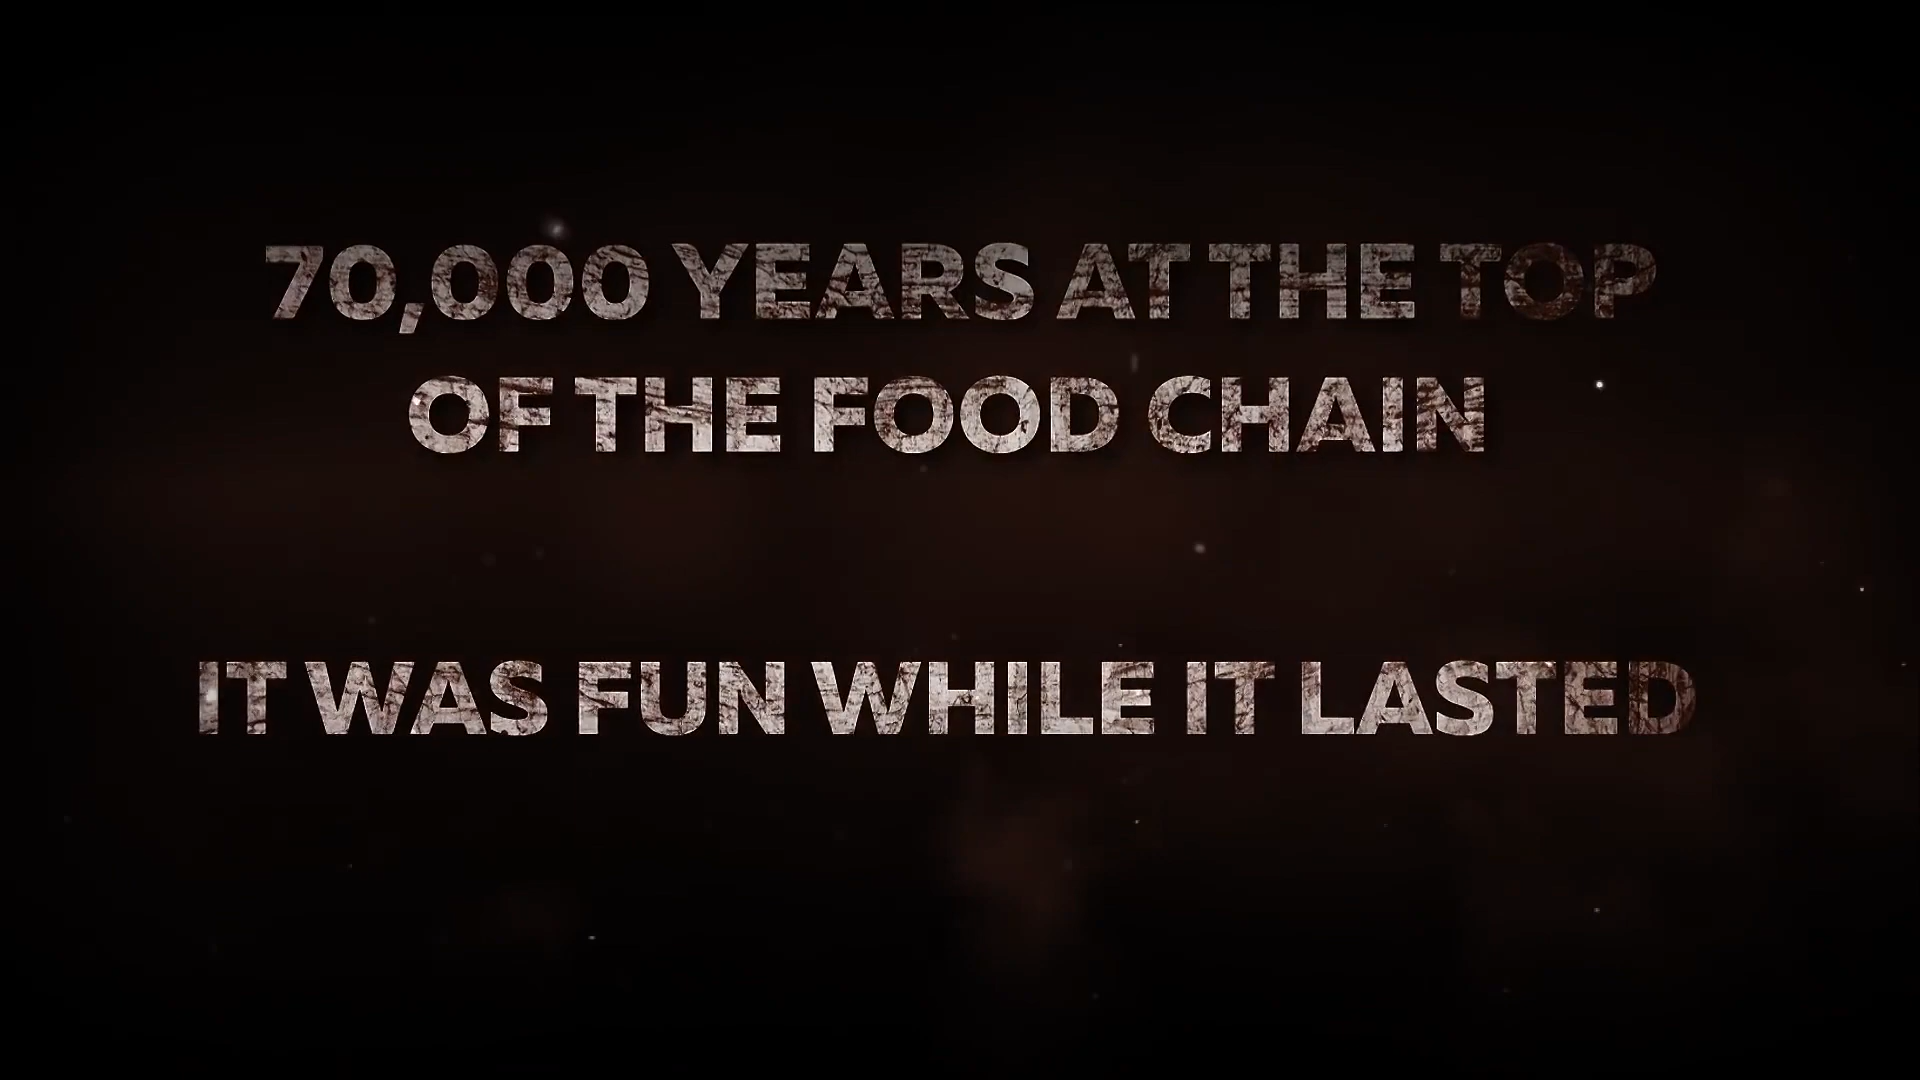 70,000 YEARS AT THE TOP
OF THE FOOD CHAIN
IT WAS FUN WHILE IT LASTED